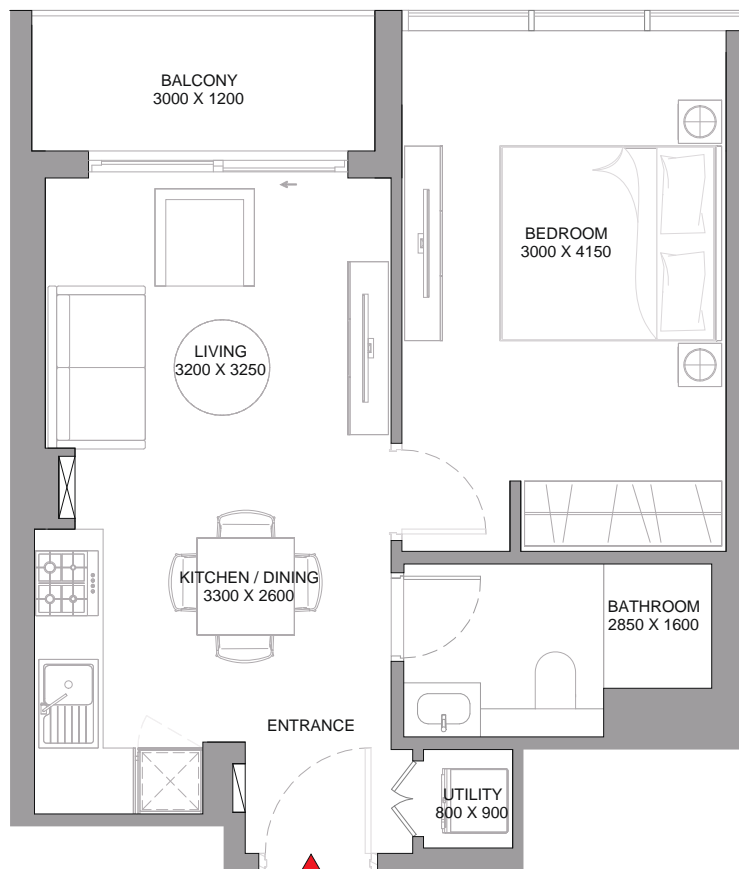 BALCONY
3000 X 1200
BEDROOM
3000 X 4150
LIVING
3200 X 3250
KITCHEN / DINING
3300 X 2600
BATHROOM
2850 X 1600
ENTRANCE
UTILITY
800 X 900